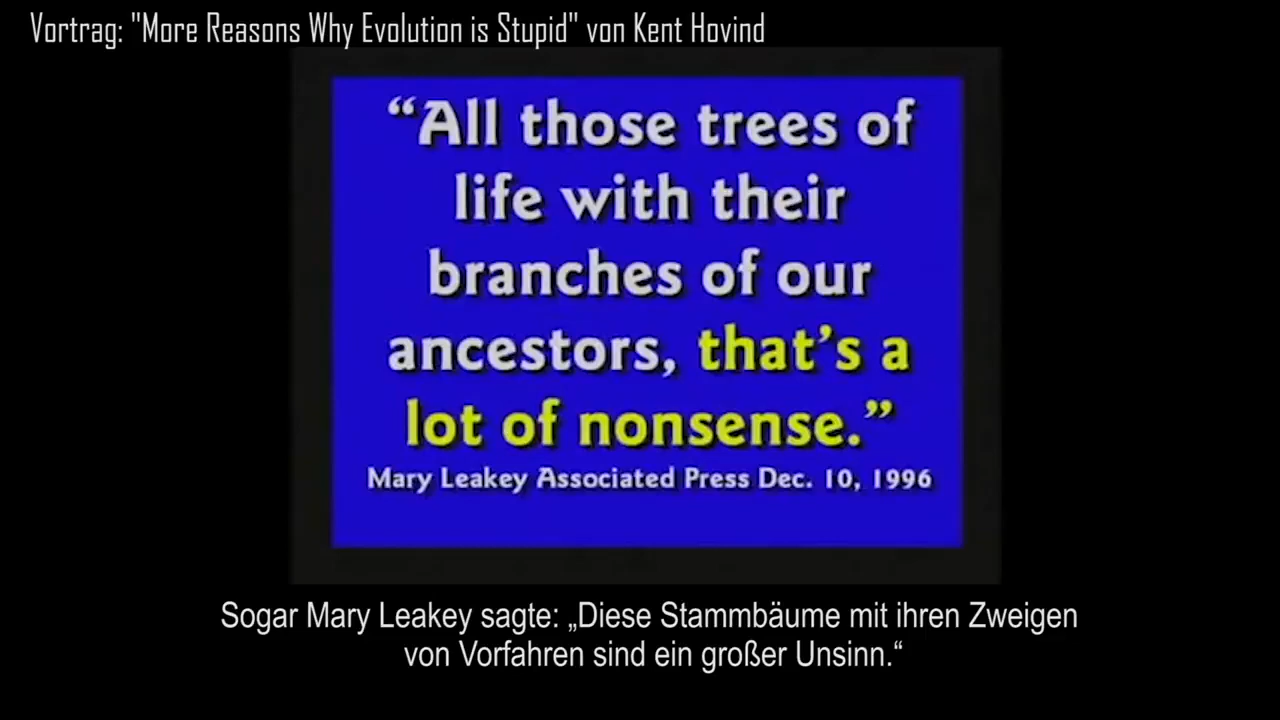 Vortrag: "More Reasons Why Evolution is Stupid" von Kent Hovind
“All those trees of
life with their
branches of our
ancestors, that’s a
lot of nonsense.”
Mary Leakey Associated Press Dec. 10, 1996
Sogar Mary Leakey sagte: „Diese Stammbäume mit ihren Zweigen
von Vorfahren sind ein großer Unsinn.“